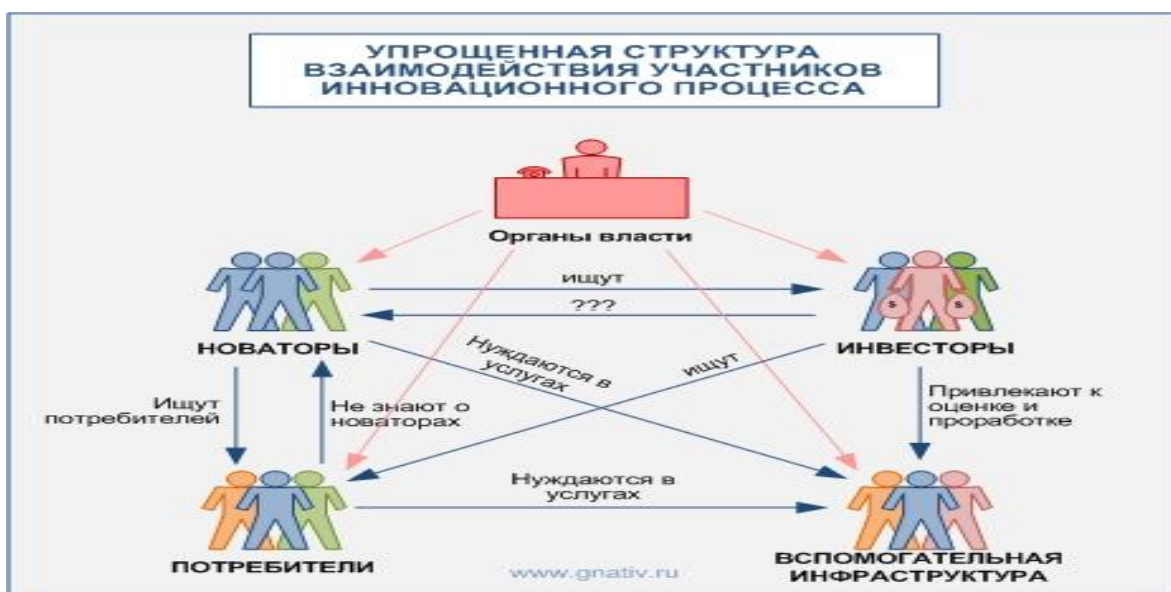 УПРОЩЕННАЯ СТРУКТУРА
ВЗАИМОДЕЙСТВИЯ УЧАСТНИКОВ
ИННОВАЦИОННОГО ПРОЦЕССА
Органы власти
ищут
???
НОВАТОРЫ
ИНВЕСТОРЫ
Нуждаются в
услугах
ищут
Ищут
потребителей
Не знают о
новаторах
Привлекают к
оценке и
проработке
Нуждаются в
услугах
ПОТРЕБИТЕЛИ
ВСПОМОГАТЕЛЬНАЯ
ИНФРАСТРУКТУРА
www.gnativ.ru
$
$